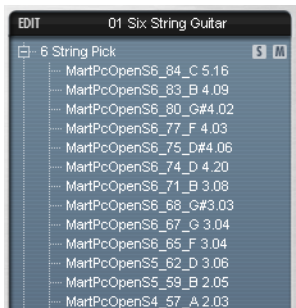 EDIT 01 Six String Guitar
6 String Pick S M
MartPcOpenS6_84_C 5.16
MartPcOpenS6_83_B 4.09
MartPcOpenS6_80_G#4.02
MartPcOpenS6_77_F 4.03
MartPcOpenS6_75_D#4.06
MartPcOpenS6_74_D 4.20
MartPcOpenS6_71_B 3.08
MartPcOpenS6_68_G#3.03
MartPcOpenS6_67_G 3.04
MartPcOpenS6_65_F 3.04
MartPcOpenS5_62_D 3.06
MartPcOpenS5_59_B 2.05
MartPcOpenS4_57_A 2.03